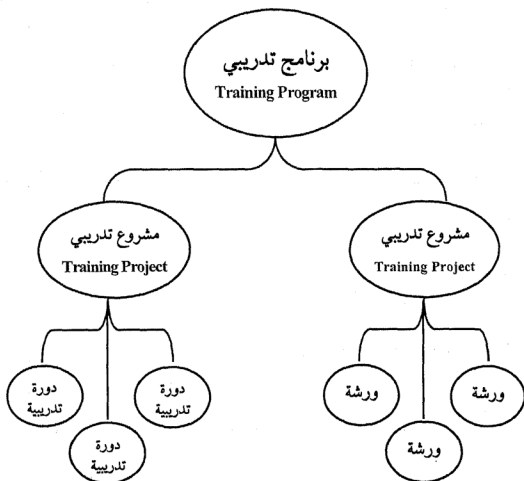 برنامج تدريبي
Training Program
مشروع تدريبي
Training Project
مشروع تدريبي
Training Project
دورة
تدريبية
دورة
تدريبية
دورة
تدريبية
ورشة
ورشة
ورشة